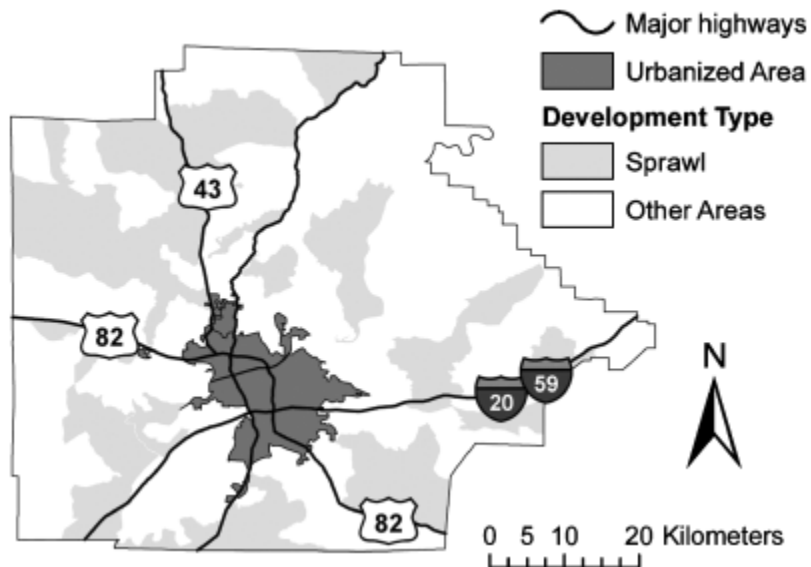 Major highways
Urbanized Area
Development Type
Sprawl
Other Areas
43
82
59
20
N
82
0 5 10 20 Kilometers